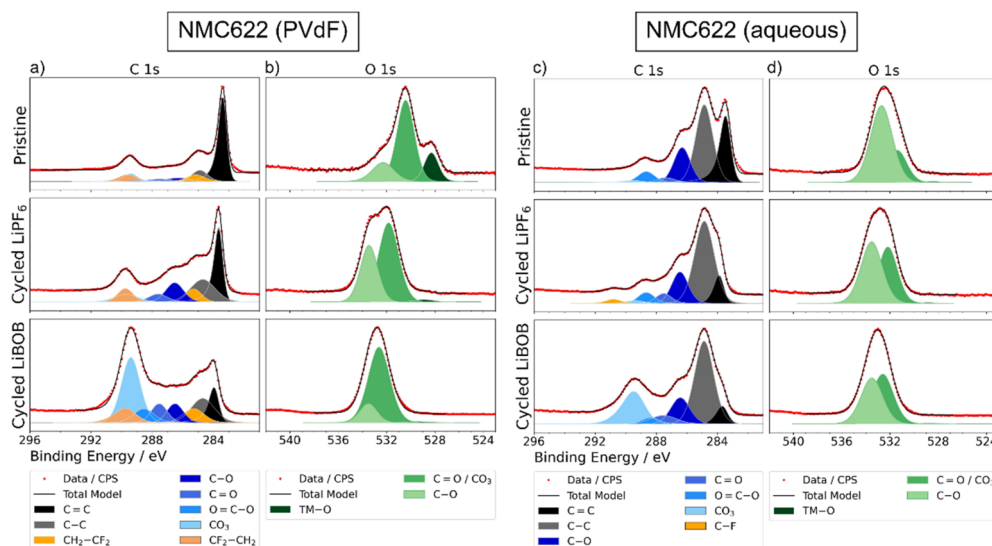 NMC622 (PVdF)
NMC622 (aqueous)
a) C 1s
b) O 1s
c) C 1s
d) O 1s
Pristine
Pristine
Cycled LiPF₆
Cycled LiPF₆
Cycled LiBOB
Cycled LiBOB
296 292 288 284
540 536 532 528 524
296 292 288 284
540 536 532 528 524
Binding Energy / eV
Binding Energy / eV
Data / CPS
Total Model
C=C
C−C
CH₂−CF₂
C−O
C=O
O=C−O
CO₃
CF₂−CH₂
Data / CPS
Total Model
TM−O
C=O / CO₃
C−O
Data / CPS
Total Model
C=C
C−C
C−O
C=O
O=C−O
CO₃
C−F
Data / CPS
Total Model
TM−O
C=O / CO₃
C−O